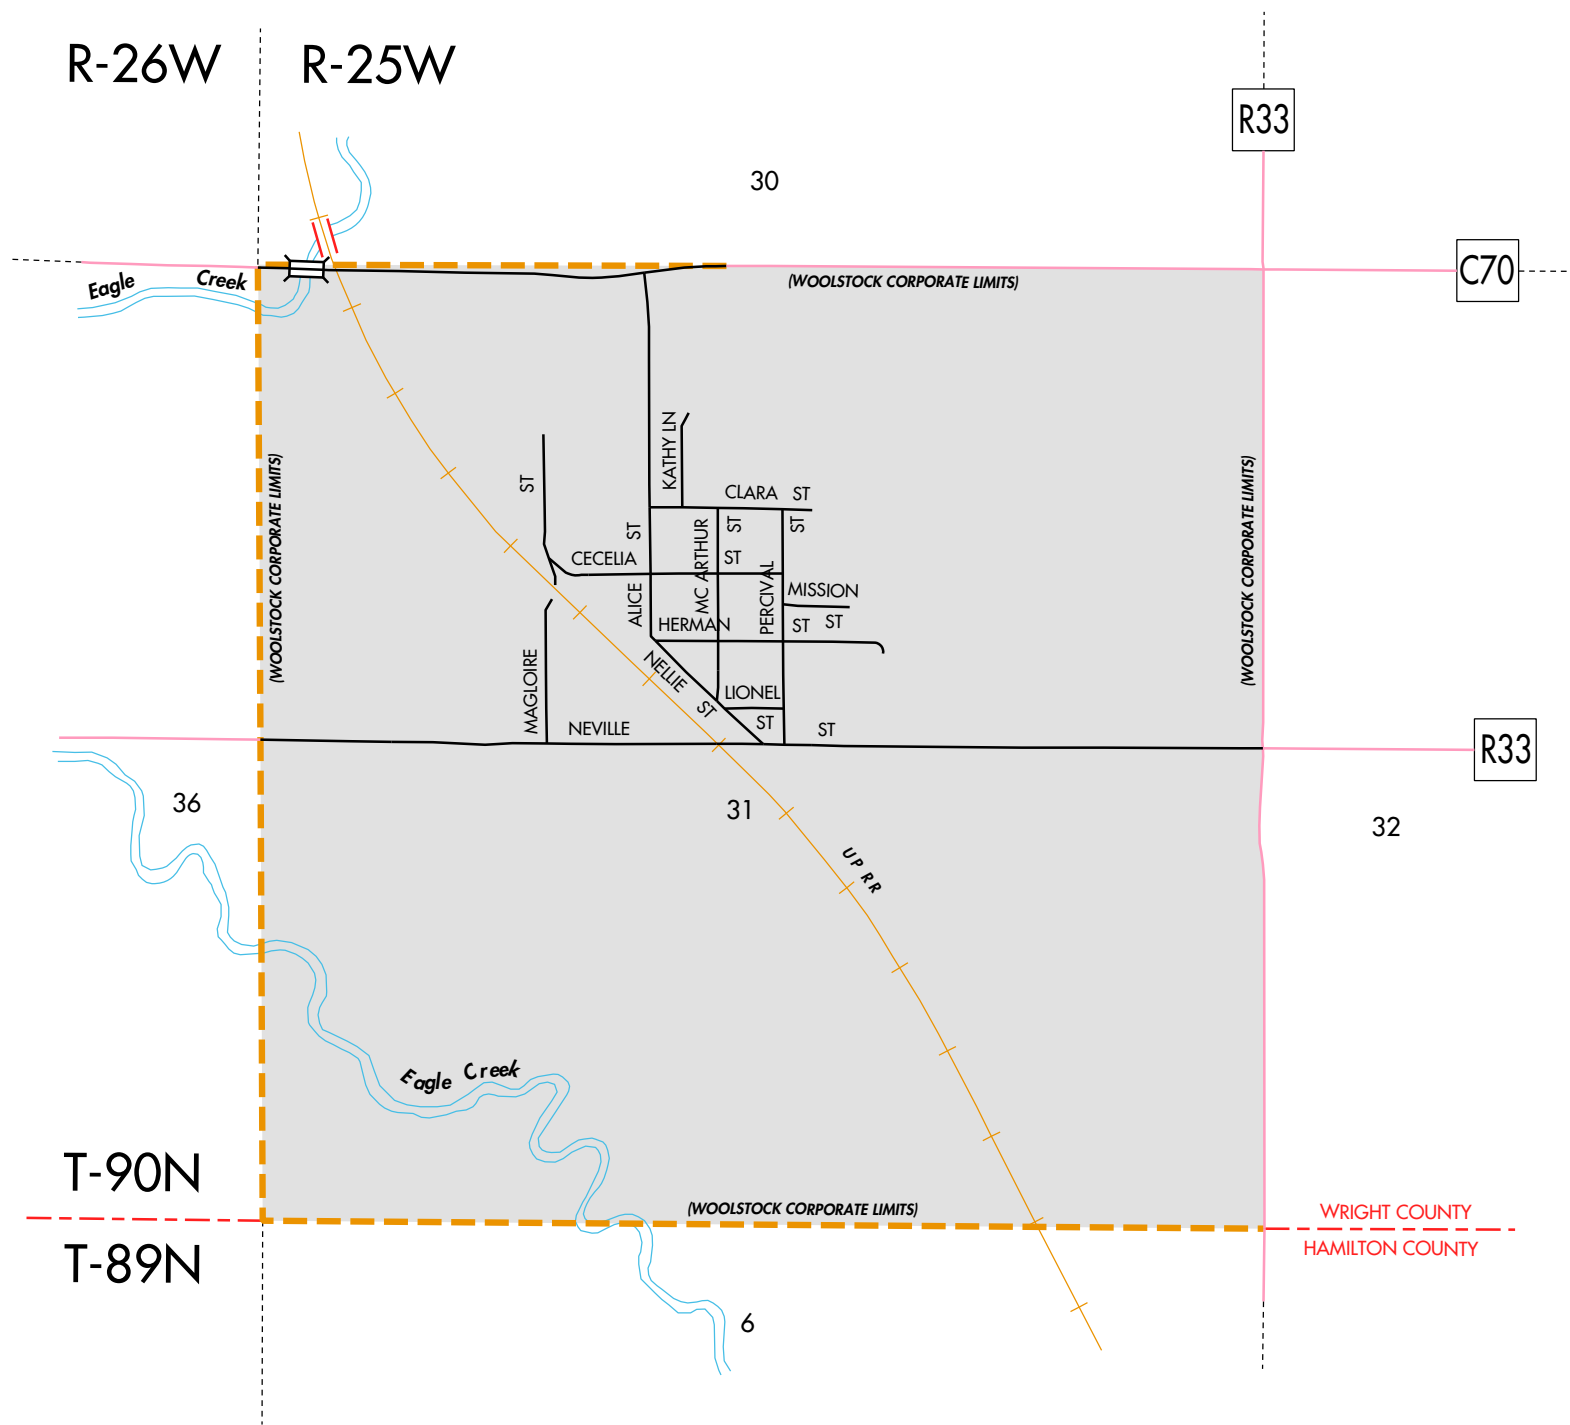 R-26W
R-25W
R33
30
C70
Eagle Creek
(WOOLSTOCK CORPORATE LIMITS)
(WOOLSTOCK CORPORATE LIMITS)
(WOOLSTOCK CORPORATE LIMITS)
KATHY LN
CLARA ST
MAGLOIRE ST
ALICE ST
MC ARTHUR ST
PERCIVAL ST
CECELIA ST
MISSION ST
HERMAN ST
NELLIE ST
LIONEL ST
NEVILLE ST
R33
36
31
32
UP RR
Eagle Creek
T-90N
(WOOLSTOCK CORPORATE LIMITS)
WRIGHT COUNTY
T-89N
HAMILTON COUNTY
6